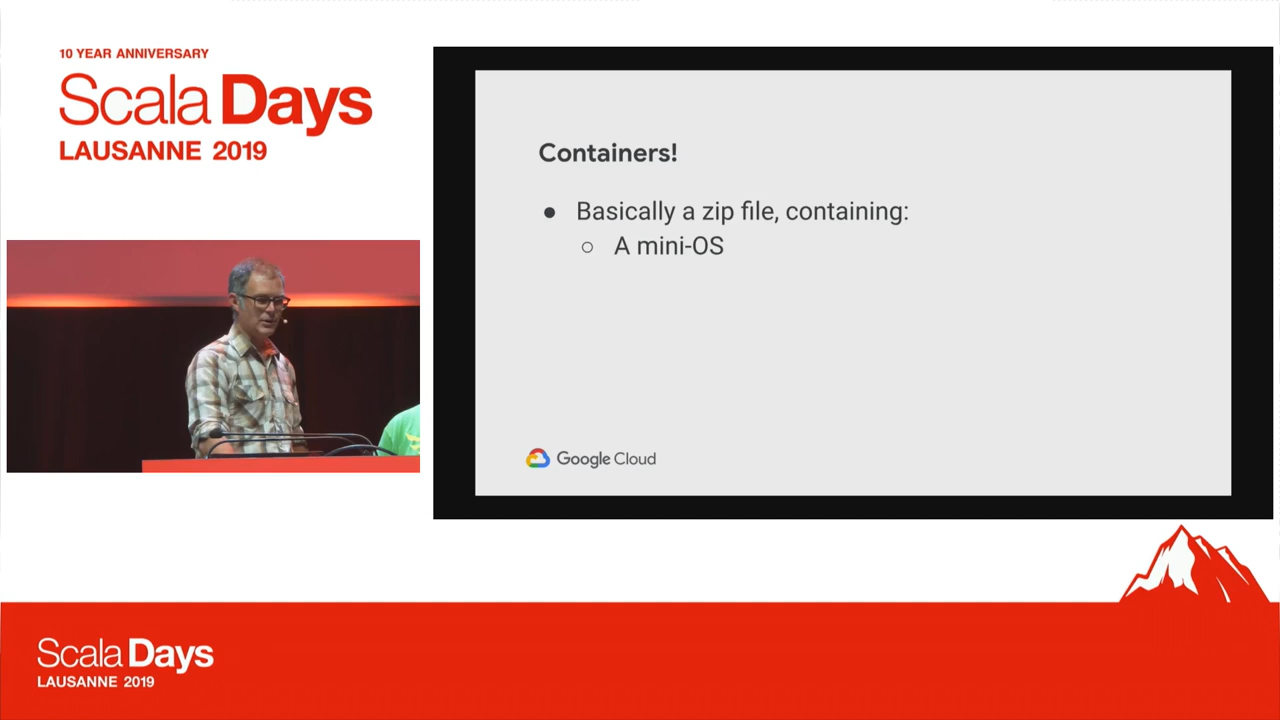 10 YEAR ANNIVERSARY
Scala Days
LAUSANNE 2019
Containers!
● Basically a zip file, containing:
○ A mini-OS
Google Cloud
Scala Days
LAUSANNE 2019